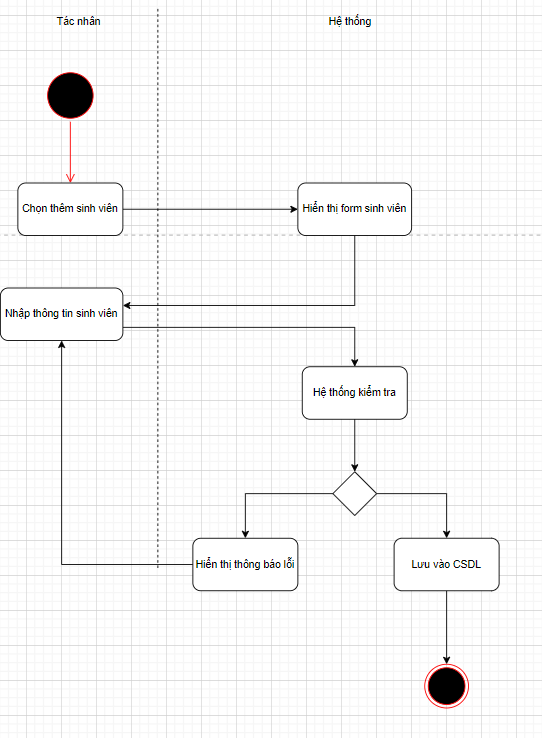 Tác nhân
Hệ thống
Chọn thêm sinh viên
Hiển thị form sinh viên
Nhập thông tin sinh viên
Hệ thống kiểm tra
Hiển thị thông báo lỗi
Lưu vào CSDL